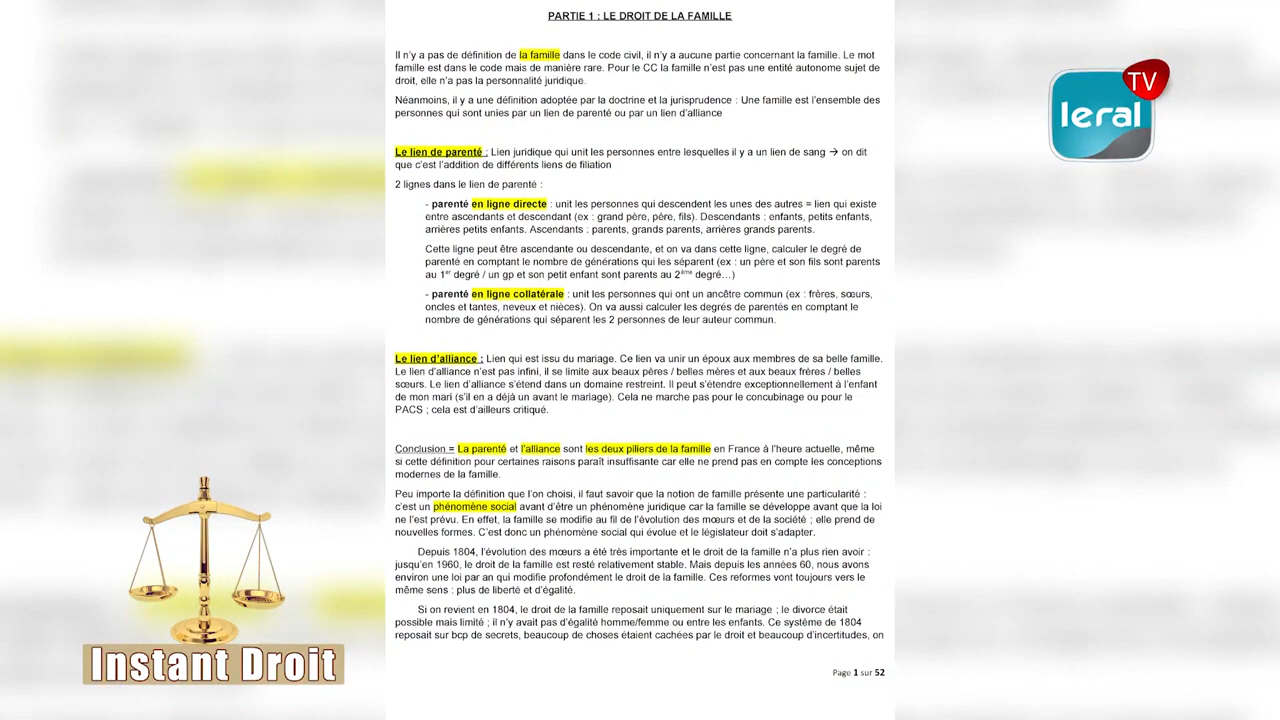 PARTIE 1 : LE DROIT DE LA FAMILLE
Il n'y a pas de définition de la famille dans le code civil, il n'y a aucune partie concernant la famille. Le mot
famille est dans le code mais de manière rare. Pour le CC la famille n'est pas une entité autonome sujet de
droit, elle n'a pas la personnalité juridique.
Néanmoins, il y a une définition adoptée par la doctrine et la jurisprudence : Une famille est l'ensemble des
personnes qui sont unies par un lien de parenté ou par un lien d'alliance
Le lien de parenté : Lien juridique qui unit les personnes entre lesquelles il y a un lien de sang → on dit
que c'est l'addition de différents liens de filiation
2 lignes dans le lien de parenté :
- parenté en ligne directe : unit les personnes qui descendent les unes des autres = lien qui existe
entre ascendants et descendant (ex : grand père, père, fils). Descendants : enfants, petits enfants,
arrières petits enfants. Ascendants : parents, grands parents, arrières grands parents.
Cette ligne peut être ascendante ou descendante, et on va dans cette ligne, calculer le degré de
parenté en comptant le nombre de générations qui les séparent (ex : un père et son fils sont parents
au 1er degré / un gp et son petit enfant sont parents au 2ème degré…)
- parenté en ligne collatérale : unit les personnes qui ont un ancêtre commun (ex : frères, sœurs,
oncles et tantes, neveux et nièces). On va aussi calculer les degrés de parentés en comptant le
nombre de générations qui séparent les 2 personnes de leur auteur commun.
Le lien d'alliance : Lien qui est issu du mariage. Ce lien va unir un époux aux membres de sa belle famille.
Le lien d'alliance n'est pas infini, il se limite aux beaux pères / belles mères et aux beaux frères / belles
sœurs. Le lien d'alliance s'étend dans un domaine restreint. Il peut s'étendre exceptionnellement à l'enfant
de mon mari (s'il en a déjà un avant le mariage). Cela ne marche pas pour le concubinage ou pour le
PACS ; cela est d'ailleurs critiqué.
Conclusion = La parenté et l'alliance sont les deux piliers de la famille en France à l'heure actuelle, même
si cette définition pour certaines raisons paraît insuffisante car elle ne prend pas en compte les conceptions
modernes de la famille.
Peu importe la définition que l'on choisi, il faut savoir que la notion de famille présente une particularité :
c'est un phénomène social avant d'être un phénomène juridique car la famille se développe avant que la loi
ne l'est prévu. En effet, la famille se modifie au fil de l'évolution des mœurs et de la société ; elle prend de
nouvelles formes. C'est donc un phénomène social qui évolue et le législateur doit s'adapter.
Depuis 1804, l'évolution des mœurs a été très importante et le droit de la famille n'a plus rien avoir :
jusqu'en 1960, le droit de la famille est resté relativement stable. Mais depuis les années 60, nous avons
environ une loi par an qui modifie profondément le droit de la famille. Ces reformes vont toujours vers le
même sens : plus de liberté et d'égalité.
Si on revient en 1804, le droit de la famille reposait uniquement sur le mariage ; le divorce était
possible mais limité ; il n'y avait pas d'égalité homme/femme ou entre les enfants. Ce système de 1804
reposait sur bcp de secrets, beaucoup de choses étaient cachées par le droit et beaucoup d'incertitudes, on
Page 1 sur 52
leral TV
Instant Droit